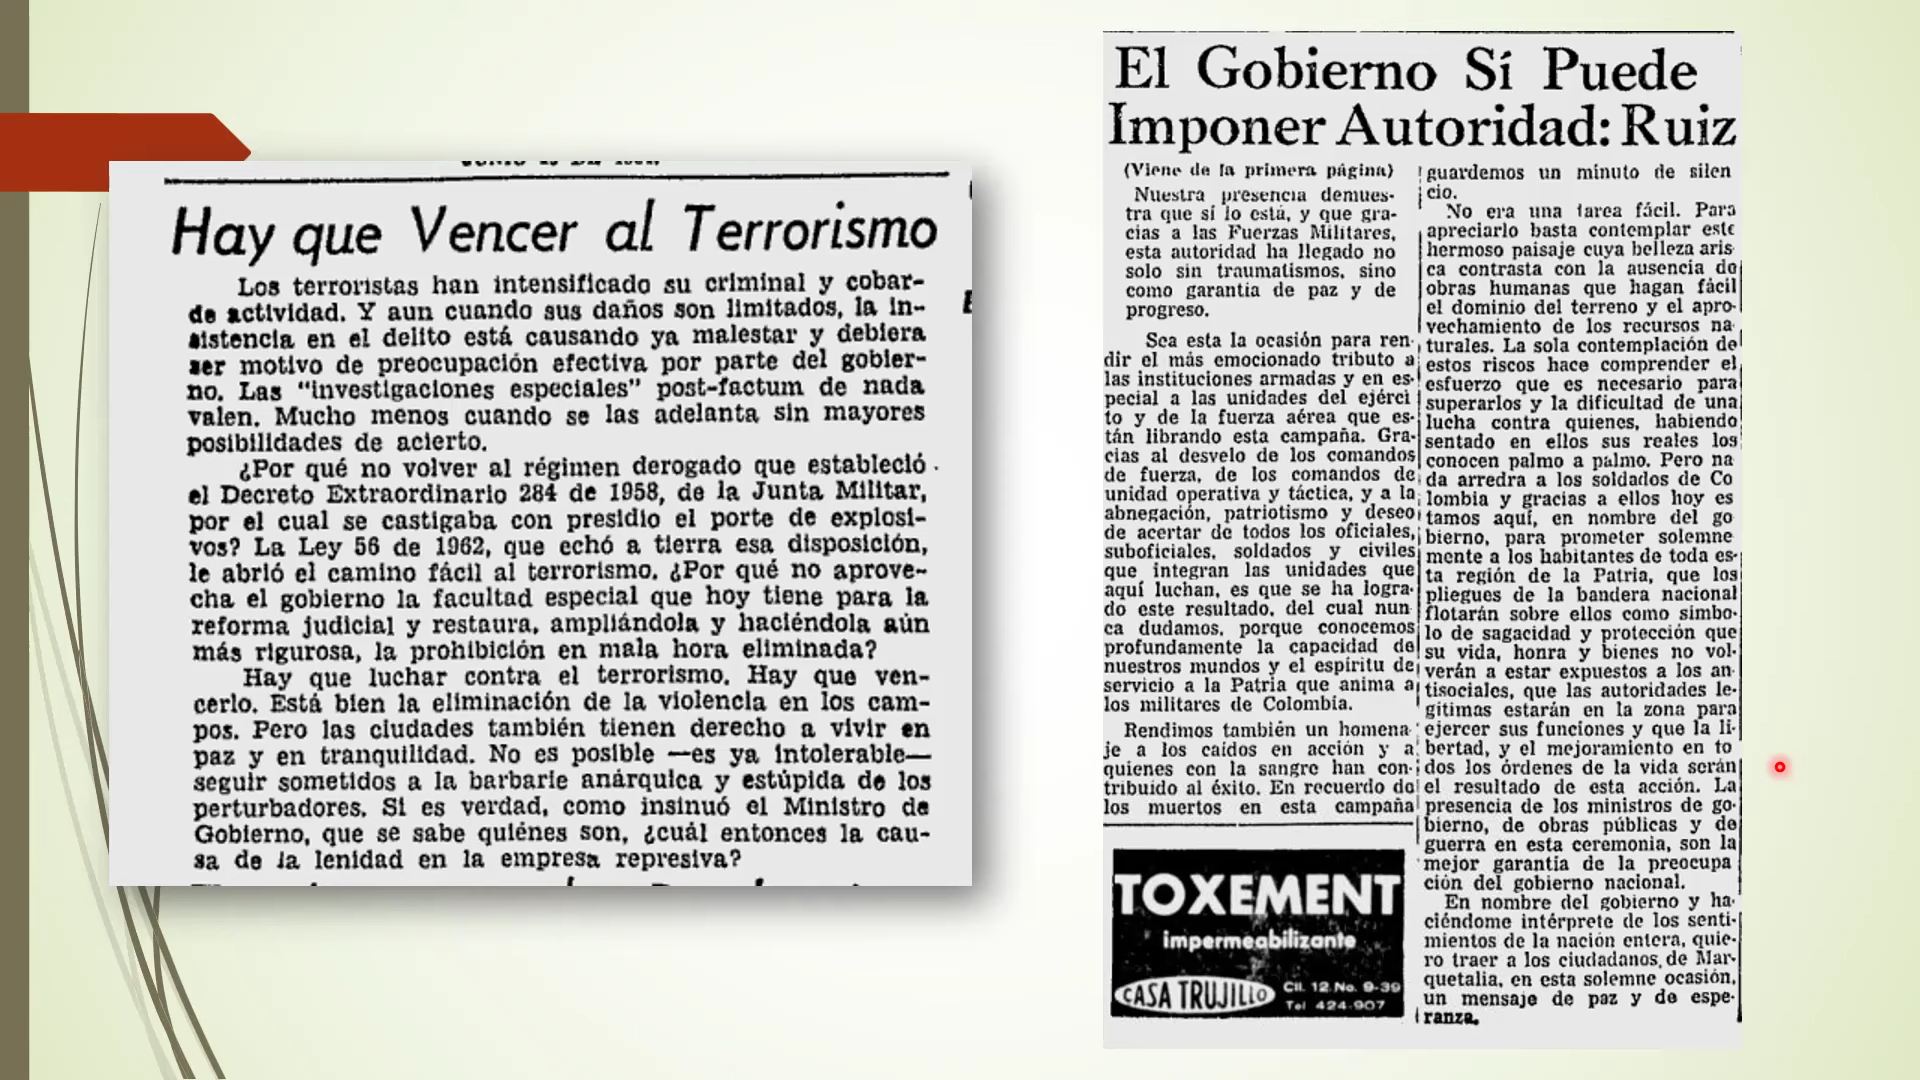 Hay que Vencer al Terrorismo
Los terroristas han intensificado su criminal y cobar-
de actividad. Y aun cuando sus daños son limitados, la in-
sistencia en el delito está causando ya malestar y debiera
ser motivo de preocupación efectiva por parte del gobier-
no. Las "investigaciones especiales" post-factum de nada
valen. Mucho menos cuando se las adelanta sin mayores
posibilidades de acierto.
¿Por qué no volver al régimen derogado que estableció
el Decreto Extraordinario 284 de 1958, de la Junta Militar,
por el cual se castigaba con presidio el porte de explosi-
vos? La Ley 56 de 1962, que echó a tierra esa disposición,
le abrió el camino fácil al terrorismo. ¿Por qué no aprove-
cha el gobierno la facultad especial que hoy tiene para la
reforma judicial y restaura, ampliándola y haciéndola aún
más rigurosa, la prohibición en mala hora eliminada?
Hay que luchar contra el terrorismo. Hay que ven-
cerlo. Está bien la eliminación de la violencia en los cam-
pos. Pero las ciudades también tienen derecho a vivir en
paz y en tranquilidad. No es posible —es ya intolerable—
seguir sometidos a la barbarie anárquica y estúpida de los
perturbadores. Si es verdad, como insinuó el Ministro de
Gobierno, que se sabe quiénes son, ¿cuál entonces la cau-
sa de la lenidad en la empresa represiva?
El Gobierno Sí Puede
Imponer Autoridad: Ruiz
(Viene de la primera página)
Nuestra presencia demues-
tra que sí lo está, y que gra-
cias a las Fuerzas Militares,
esta autoridad ha llegado no
solo sin traumatismos, sino
como garantía de paz y de
progreso.
Sea esta la ocasión para ren-
dir el más emocionado tributo a
las instituciones armadas y en es-
pecial a las unidades del ejérci
to y de la fuerza aérea que es-
tán librando esta campaña. Gra-
cias al desvelo de los comandos
de fuerza, de los comandos de
unidad operativa y táctica, y a la
abnegación, patriotismo y deseo
de acertar de todos los oficiales,
suboficiales, soldados y civiles
que integran las unidades que
aquí luchan, es que se ha logra-
do este resultado, del cual nun
ca dudamos, porque conocemos
profundamente la capacidad de
nuestros mundos y el espíritu de
servicio a la Patria que anima a
los militares de Colombia.
Rendimos también un homena
je a los caídos en acción y a
quienes con la sangre han con-
tribuido al éxito. En recuerdo de
los muertos en esta campaña
TOXEMENT
impermeabilizante
CASA TRUJILLO
Cll. 12 No. 9-39
Tel 424-907
guardemos un minuto de silen
cio.
No era una tarea fácil. Para
apreciarlo basta contemplar este
hermoso paisaje cuya belleza aris
ca contrasta con la ausencia de
obras humanas que hagan fácil
el dominio del terreno y el apro-
vechamiento de los recursos na
turales. La sola contemplación de
estos riscos hace comprender el
esfuerzo que es necesario para
superarlos y la dificultad de una
lucha contra quienes, habiendo
sentado en ellos sus reales los
conocen palmo a palmo. Pero na
da arredra a los soldados de Co
lombia y gracias a ellos hoy es
tamos aquí, en nombre del go
bierno, para prometer solemne
mente a los habitantes de toda es-
ta región de la Patria, que los
pliegues de la bandera nacional
flotarán sobre ellos como símbo-
lo de sagacidad y protección que
su vida, honra y bienes no vol-
verán a estar expuestos a los an-
tisociales, que las autoridades le-
gítimas estarán en la zona para
ejercer sus funciones y que la li-
bertad, y el mejoramiento en to
dos los órdenes de la vida serán
el resultado de esta acción. La
presencia de los ministros de go-
bierno, de obras públicas y de
guerra en esta ceremonia, son la
mejor garantía de la preocupa
ción del gobierno nacional.
En nombre del gobierno y ha-
ciéndome intérprete de los senti-
mientos de la nación entera, quie-
ro traer a los ciudadanos de Mar-
quetalia, en esta solemne ocasión,
un mensaje de paz y de espe-
ranza.